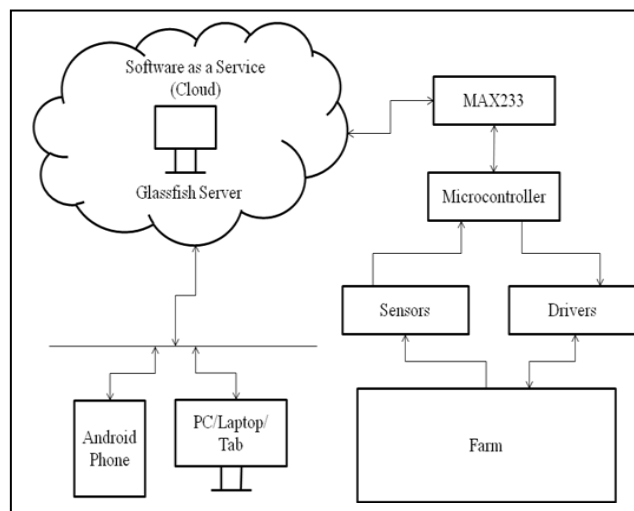 Software as a Service
(Cloud)
Glassfish Server
MAX233
Microcontroller
Sensors
Drivers
Android
Phone
PC/Laptop/
Tab
Farm